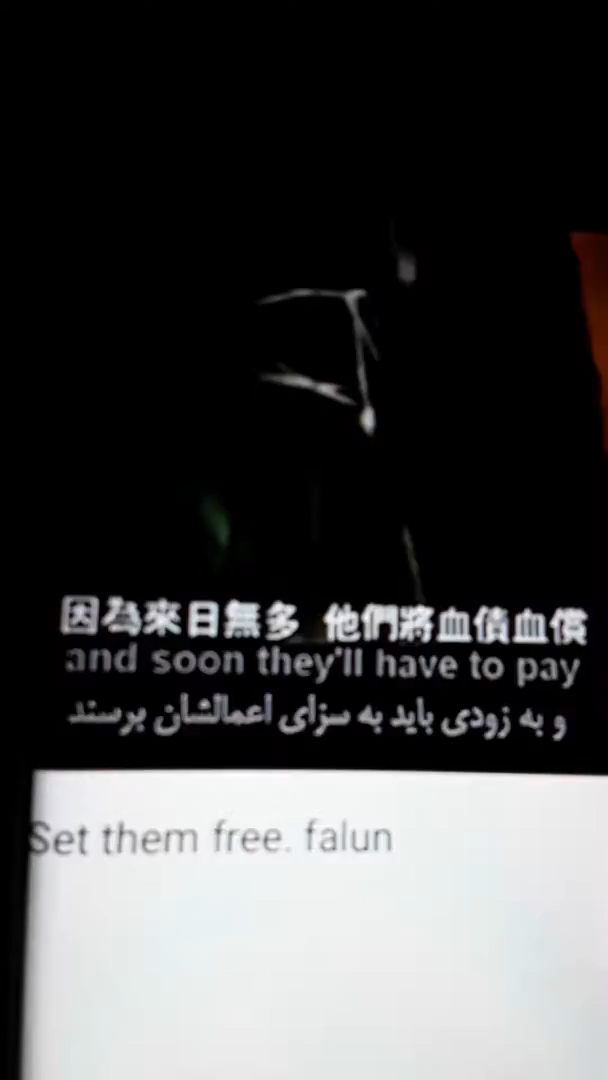 因為來日無多 他們將血債血償
and soon they'll have to pay
و به زودی باید به سزای اعمالشان برسند
Set them free. falun